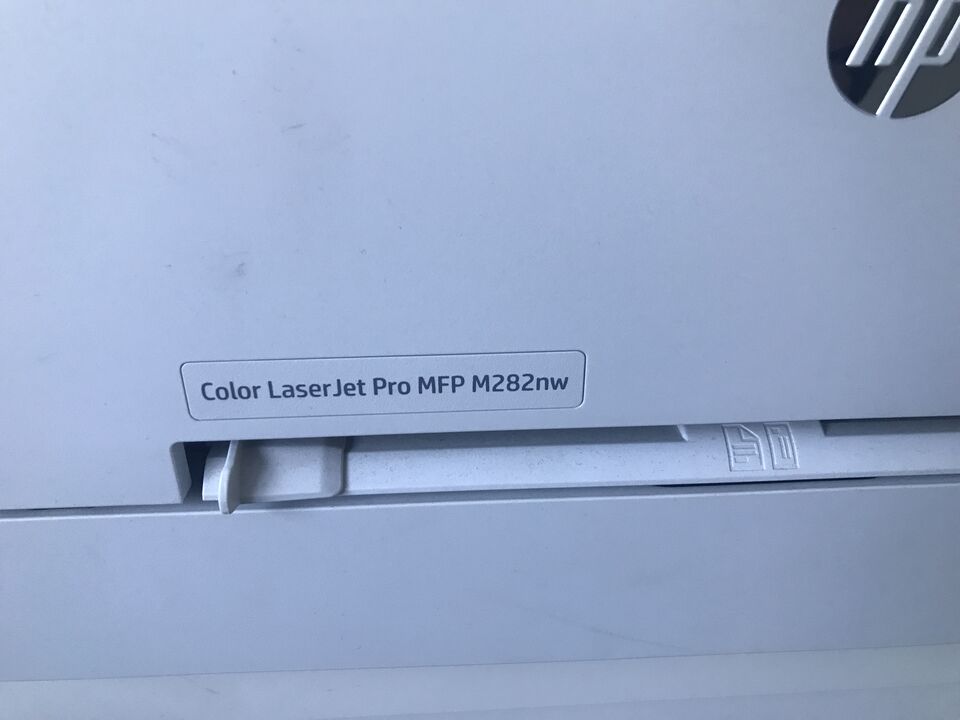 hp
Color LaserJet Pro MFP M282nw